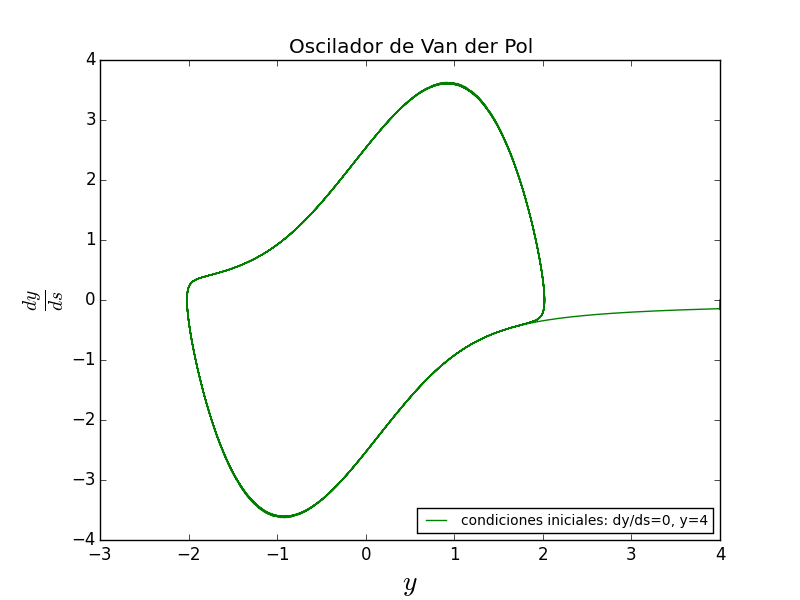 Oscilador de Van der Pol
4
3
2
1
0
−1
−2
−3
−4
dy
ds
−3 −2 −1 0 1 2 3 4
y
condiciones iniciales: dy/ds=0, y=4